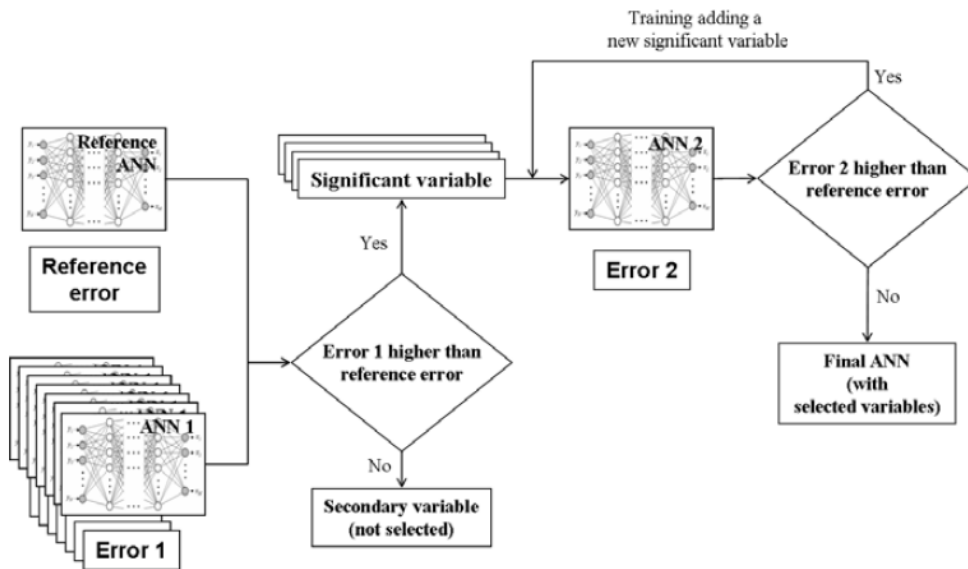 Training adding a
new significant variable
Yes
Reference
ANN
Significant variable
ANN 2
Error 2 higher than
reference error
Reference
error
Yes
Error 2
No
Error 1 higher than
reference error
Final ANN
(with
selected variables)
ANN 1
No
Secondary variable
(not selected)
Error 1